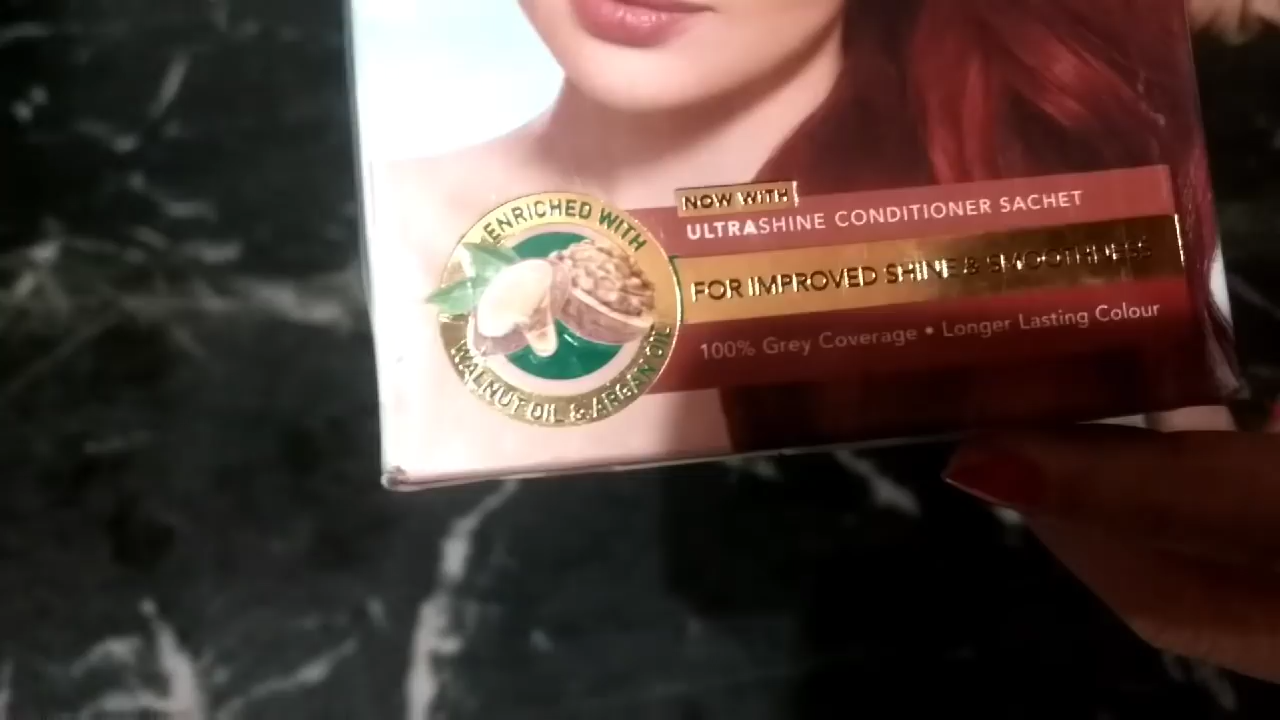 ENRICHED WITH
WALNUT OIL & ARGAN OIL
NOW WITH
ULTRASHINE CONDITIONER SACHET
FOR IMPROVED SHINE & SMOOTHNESS
100% Grey Coverage • Longer Lasting Colour